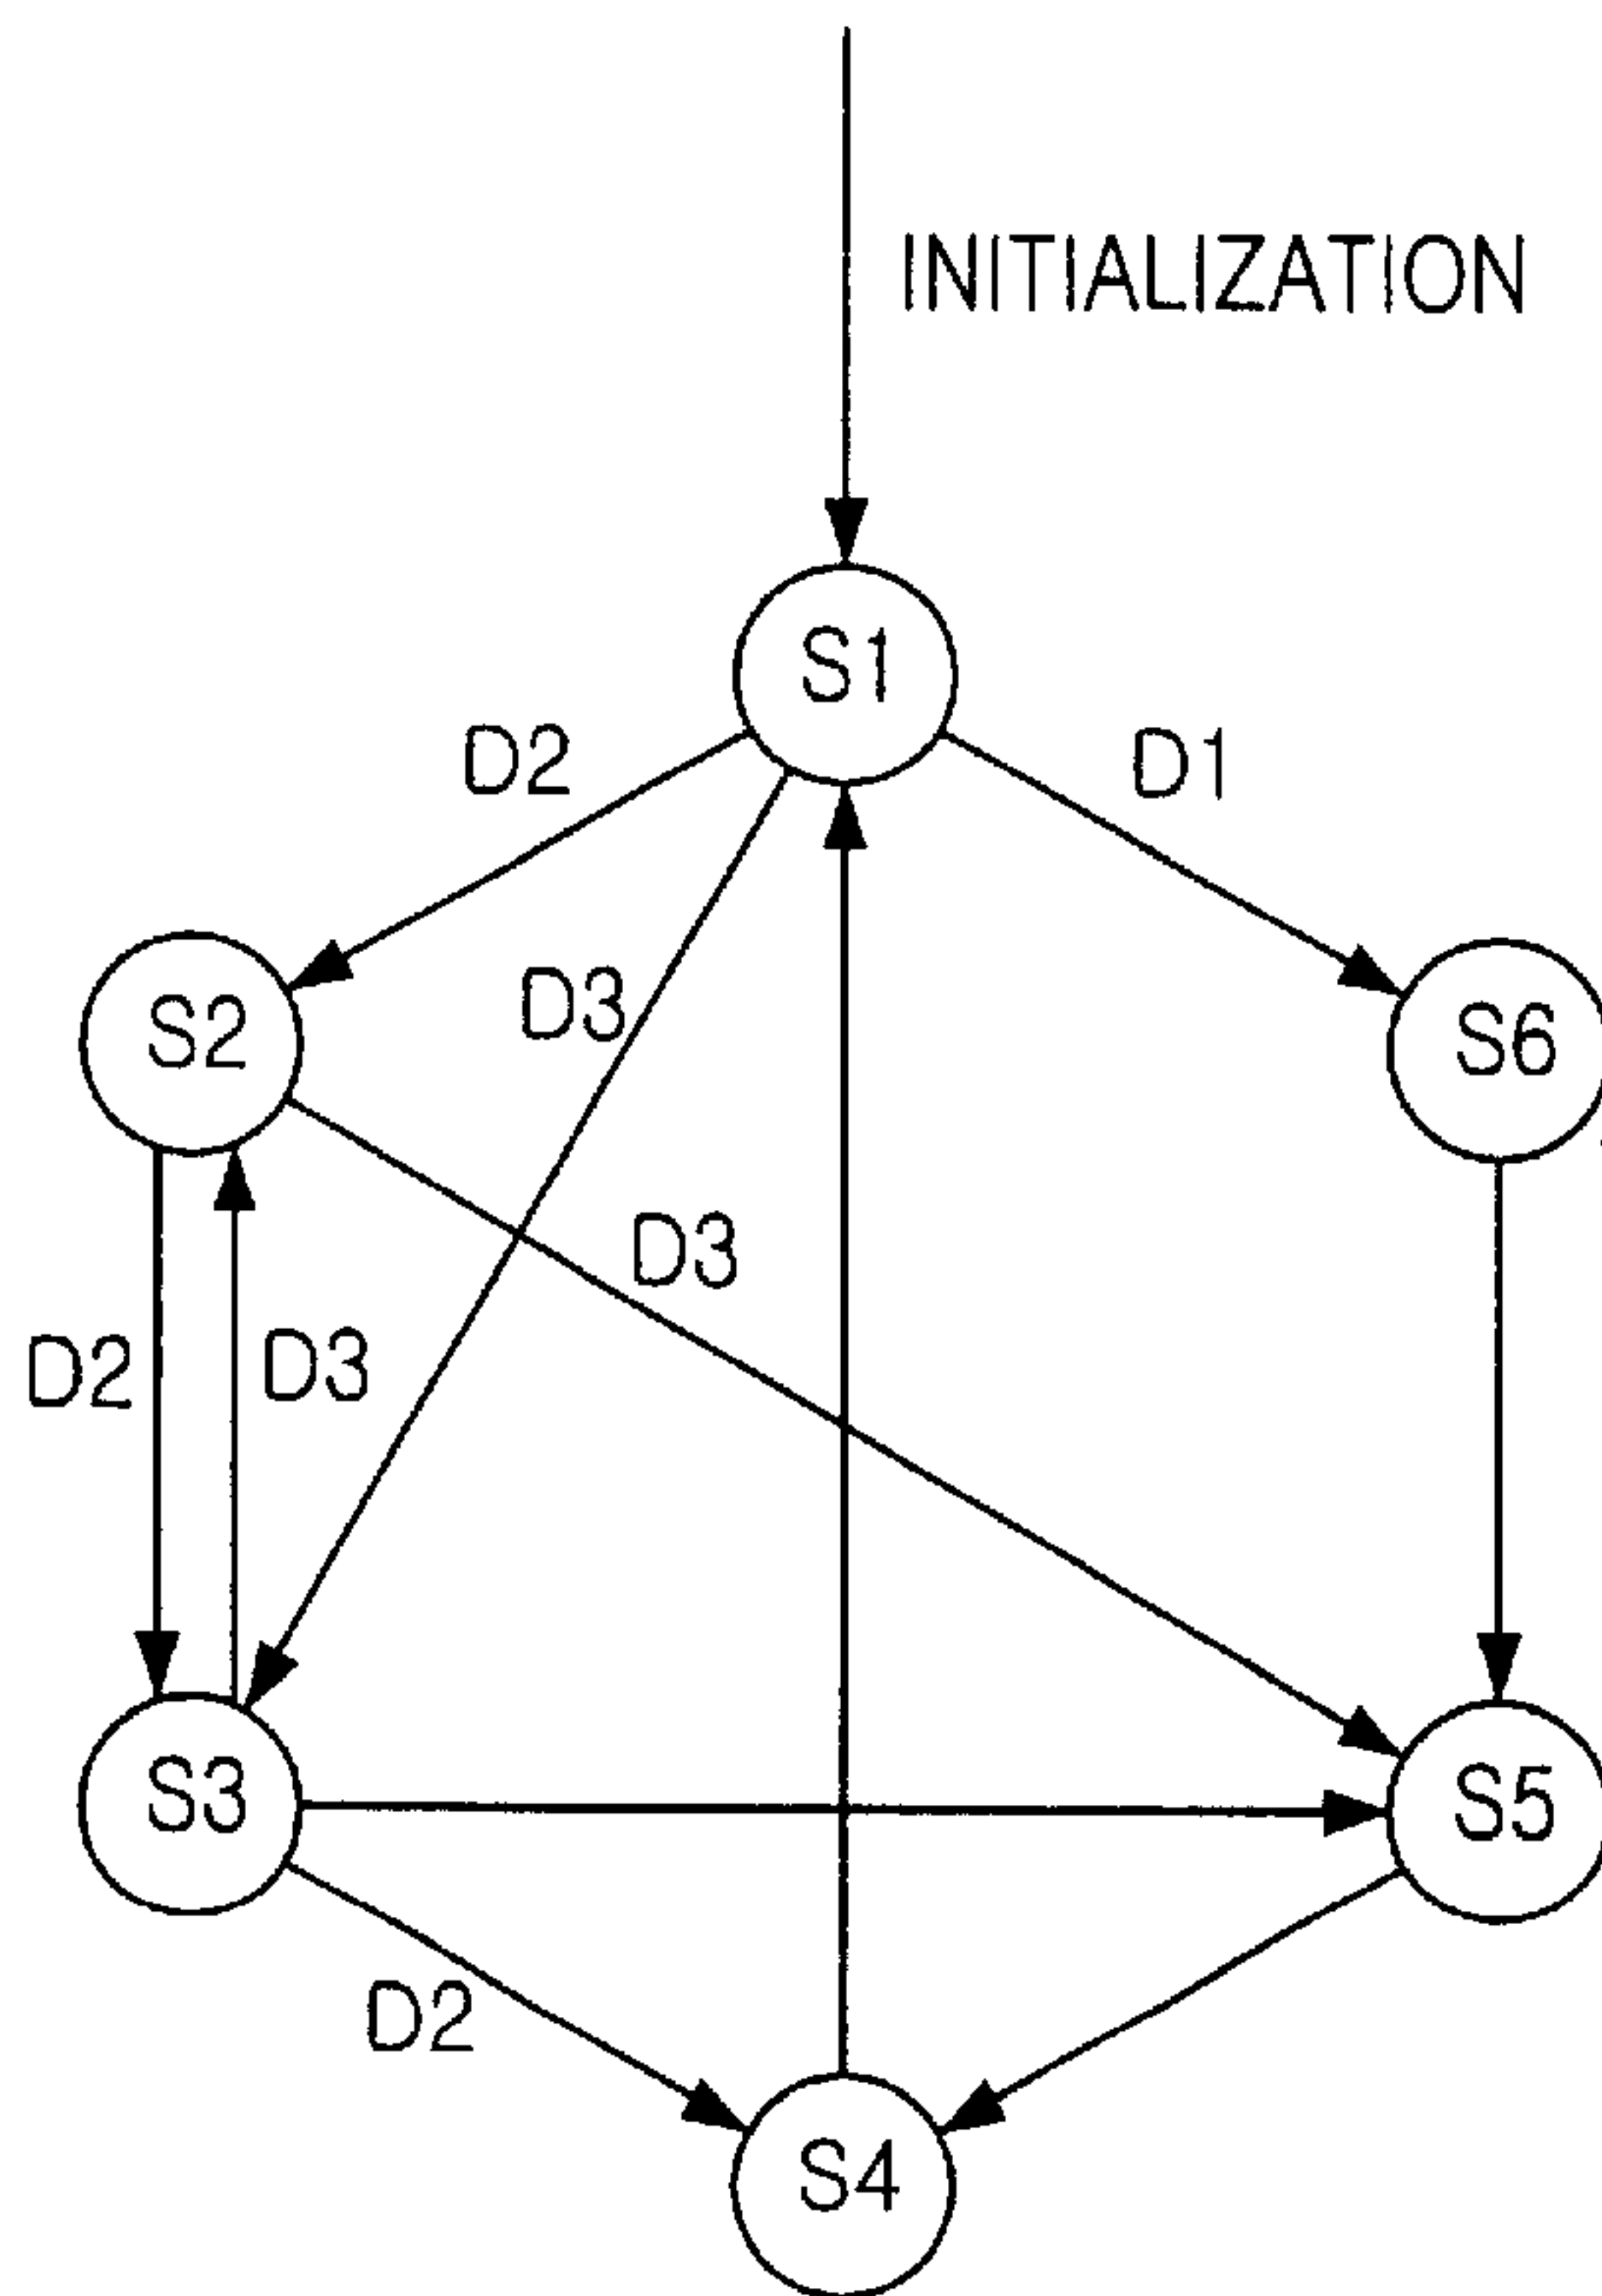 INITIALIZATION
S1
D2
D1
D3
S2
S6
D3
D2
D3
S3
S5
D2
S4